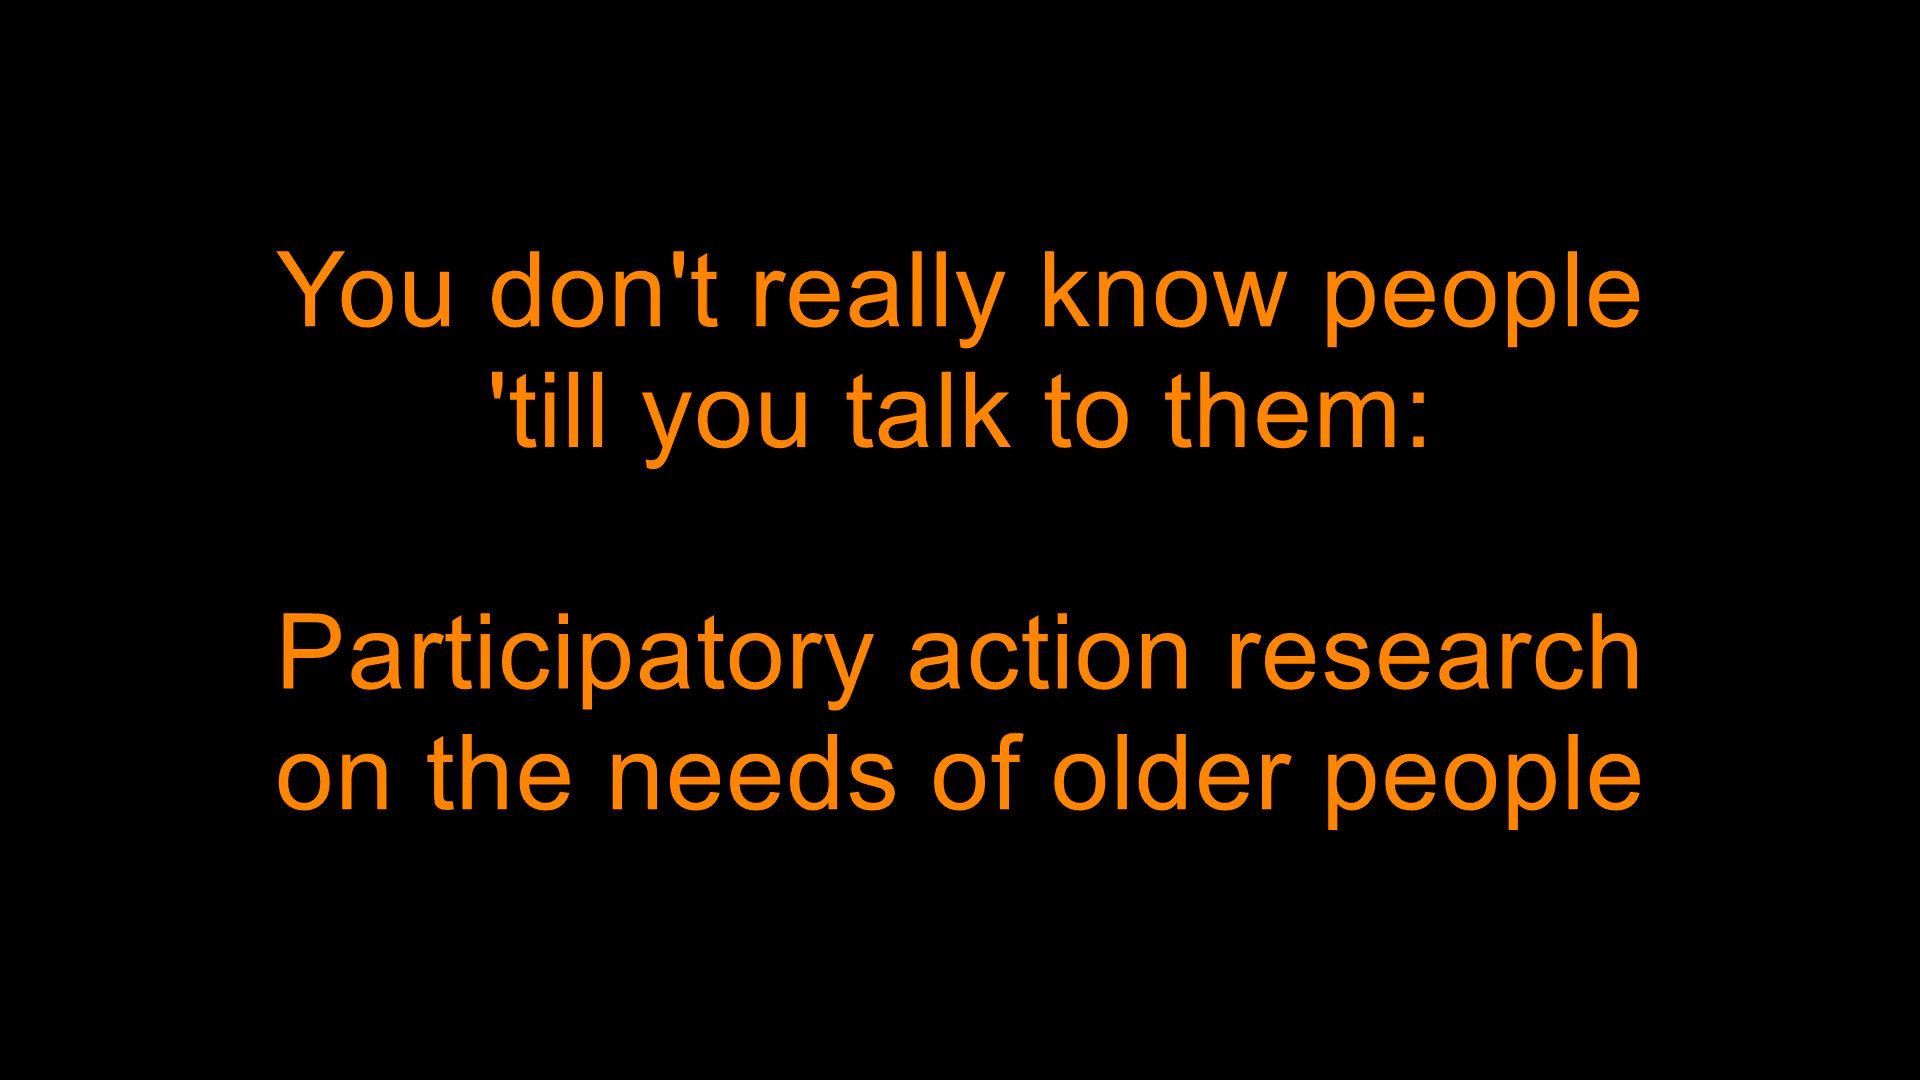 You don't really know people
'till you talk to them:
Participatory action research
on the needs of older people